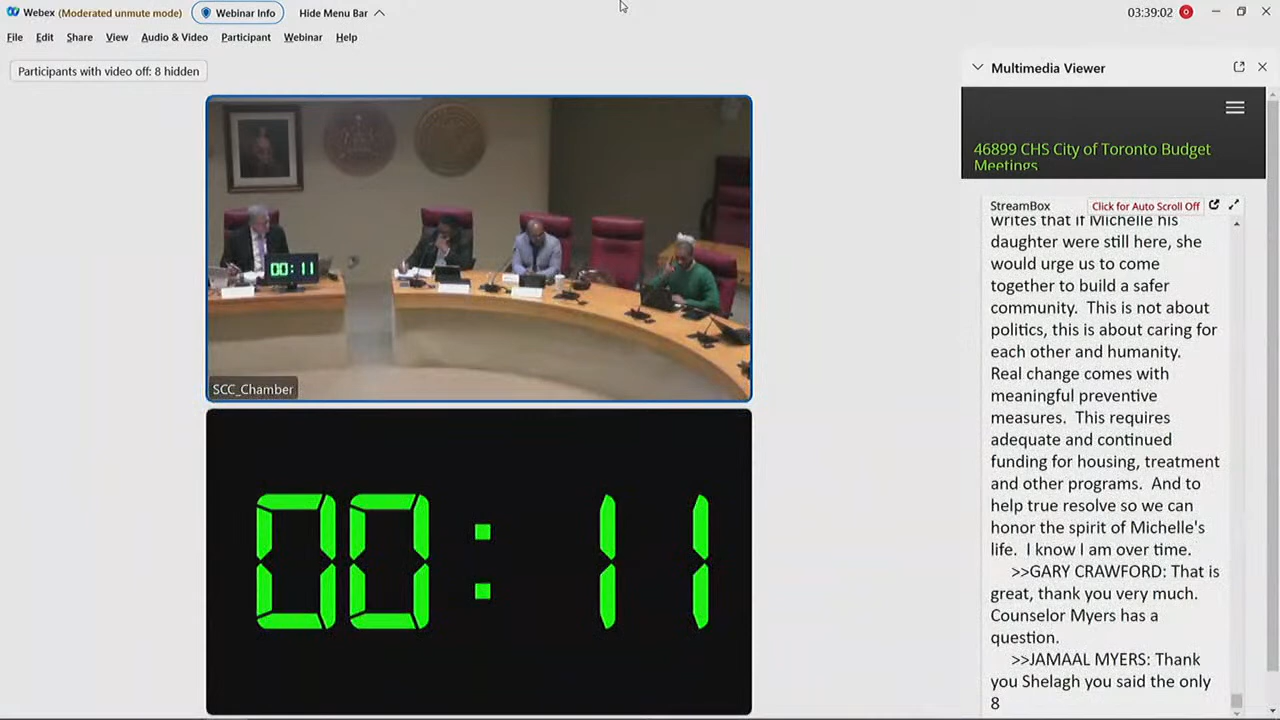 Webex (Moderated unmute mode) Webinar Info Hide Menu Bar 03:39:02
File Edit Share View Audio & Video Participant Webinar Help
Participants with video off: 8 hidden
00:11
SCC_Chamber
00:11
Multimedia Viewer
46899 CHS City of Toronto Budget
Meetings
StreamBox Click for Auto Scroll Off
writes that if Michelle his
daughter were still here, she
would urge us to come
together to build a safer
community. This is not about
politics, this is about caring for
each other and humanity.
Real change comes with
meaningful preventive
measures. This requires
adequate and continued
funding for housing, treatment
and other programs. And to
help true resolve so we can
honor the spirit of Michelle's
life. I know I am over time.
>>GARY CRAWFORD: That is
great, thank you very much.
Counselor Myers has a
question.
>>JAMAAL MYERS: Thank
you Shelagh you said the only
8